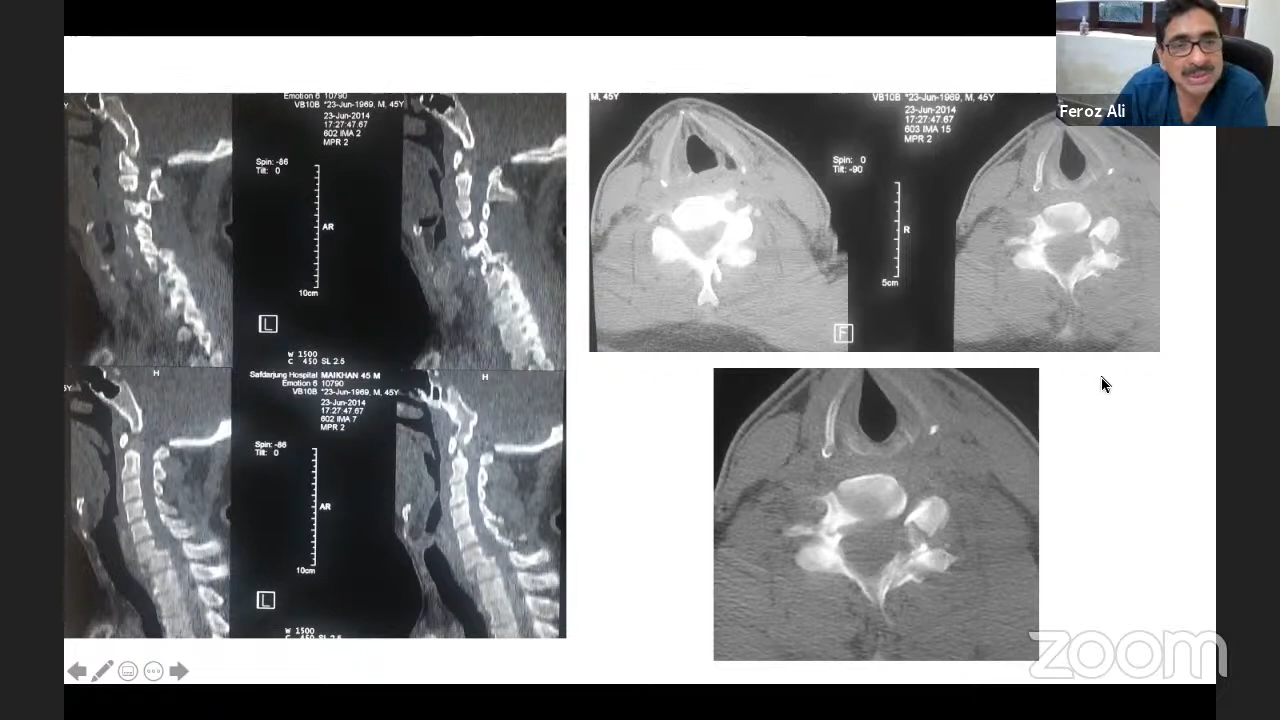 Emotion 6 10790
VB10B *23-Jun-1969, M, 45Y
23-Jun-2014
17:27:47.67
602 IMA 2
MPR 2
Spin: -86
Tilt: 0
AR
10cm
L
W 1500
C 450 SL 2.5
H
H
Safdarjung Hospital MAIKHAN 45 M
Emotion 6 10790
VB10B *23-Jun-1969, M, 45Y
23-Jun-2014
17:27:47.67
602 IMA 7
MPR 2
Spin: -86
Tilt: 0
AR
10cm
L
W 1500
M, 45Y
VB10B *23-Jun-1969, M, 45Y
23-Jun-2014
17:27:47.67
603 IMA 15
MPR 2
Spin: 0
Tilt: -90
R
5cm
F
Feroz Ali
zoom